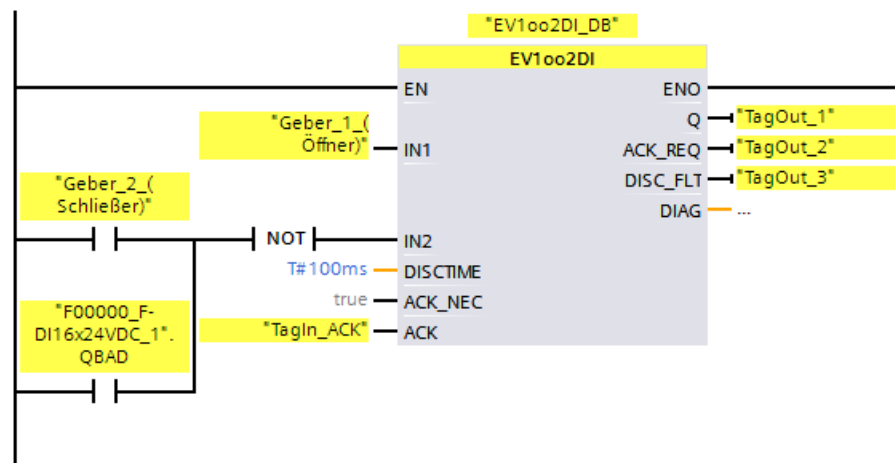 "EV1oo2DI_DB"
EV1oo2DI
EN
ENO
"Geber_1_(
Öffner)"
IN1
Q
"TagOut_1"
ACK_REQ
"TagOut_2"
DISC_FLT
"TagOut_3"
DIAG
...
"Geber_2_(
Schließer)"
NOT
IN2
T#100ms
DISCTIME
true
ACK_NEC
"TagIn_ACK"
ACK
"F00000_F-
DI16x24VDC_1".
QBAD